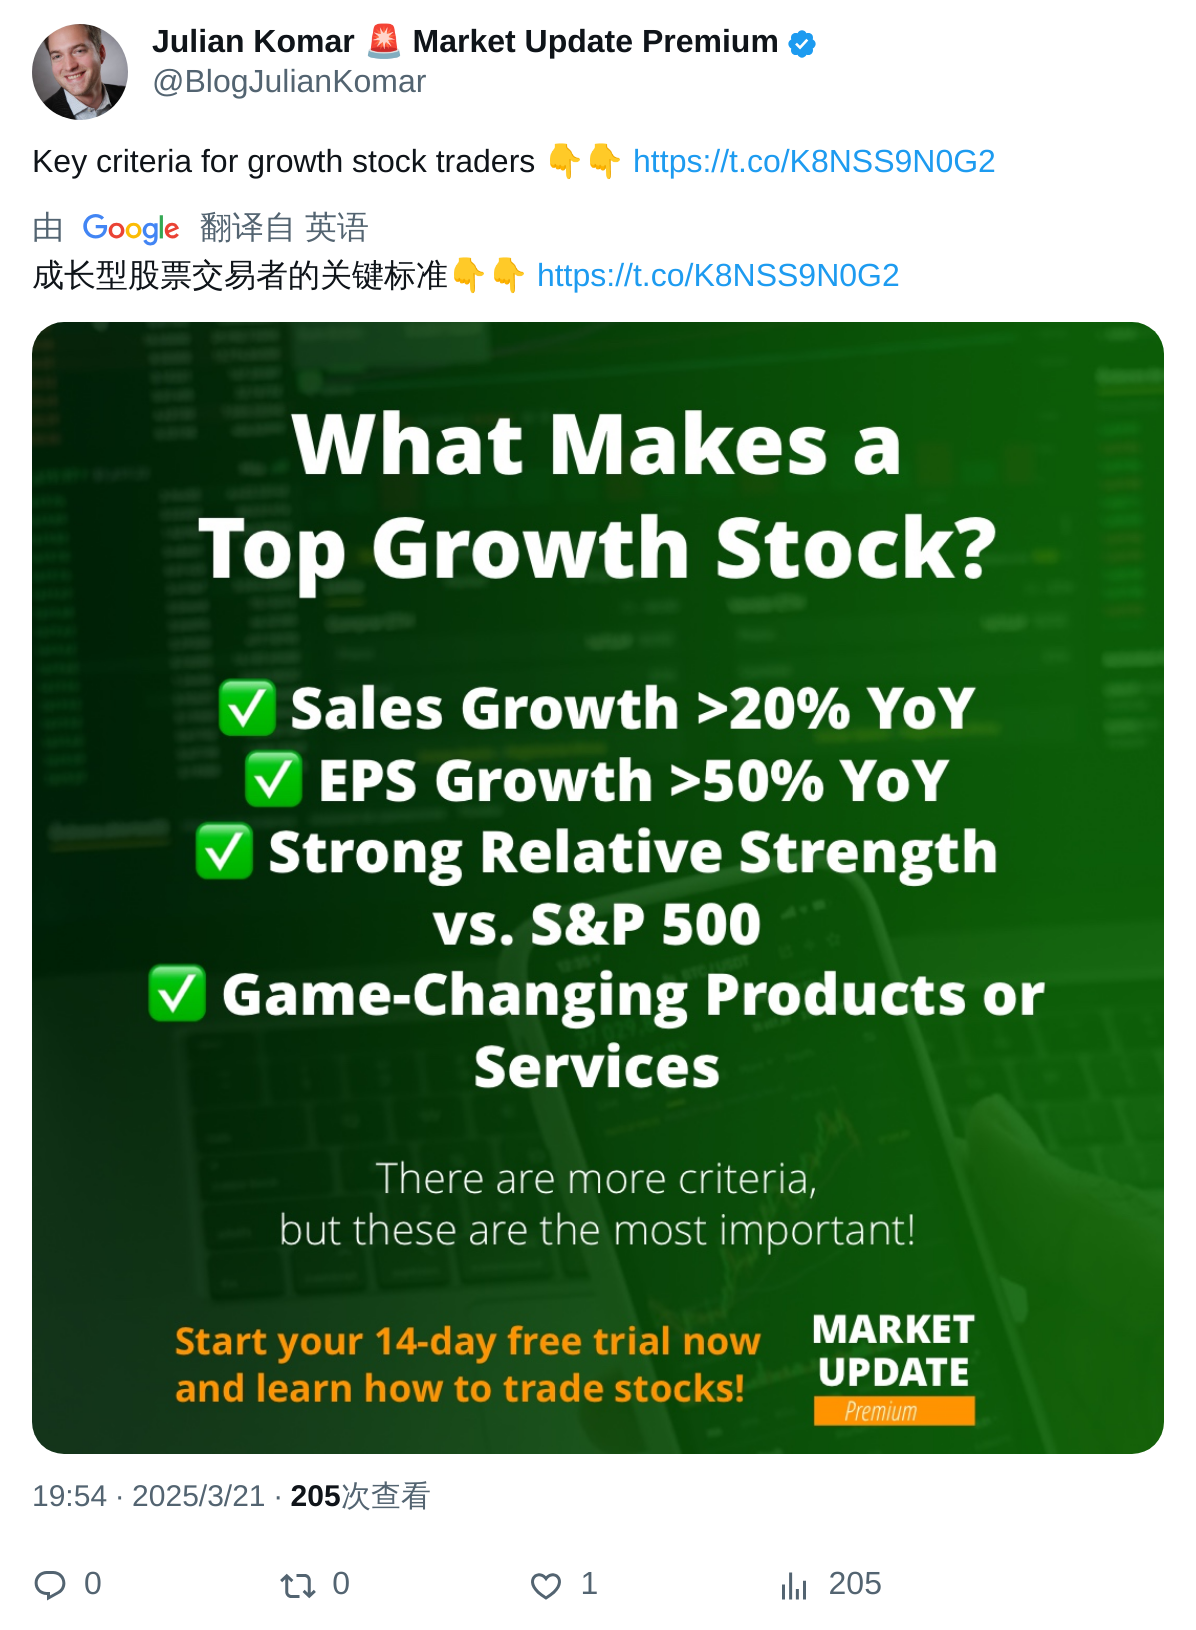 Julian Komar 🚨 Market Update Premium
@BlogJulianKomar
Key criteria for growth stock traders 👇👇 https://t.co/K8NSS9N0G2
由 Google 翻译自 英语
成长型股票交易者的关键标准👇👇 https://t.co/K8NSS9N0G2
What Makes a
Top Growth Stock?
✅ Sales Growth >20% YoY
✅ EPS Growth >50% YoY
✅ Strong Relative Strength
vs. S&P 500
✅ Game-Changing Products or
Services
There are more criteria,
but these are the most important!
Start your 14-day free trial now
and learn how to trade stocks!
MARKET
UPDATE
Premium
19:54 · 2025/3/21 · 205次查看
0 0 1 205